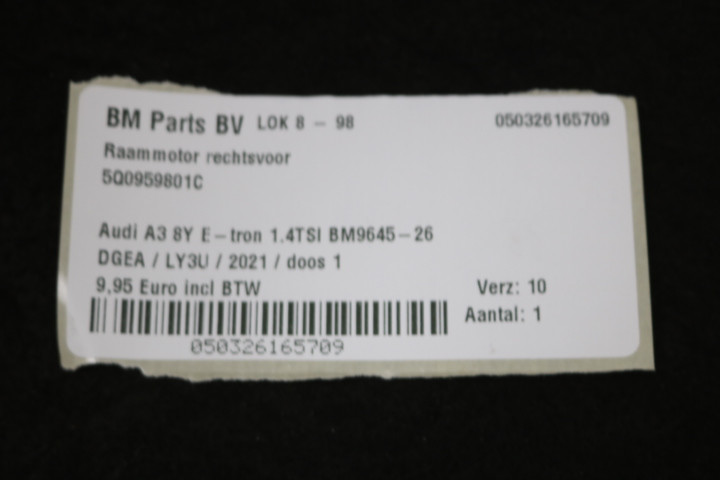 BM Parts BV LOK 8 - 98 050326165709
Raammotor rechtsvoor
5Q0959801C
Audi A3 8Y E-tron 1.4TSI BM9645-26
DGEA / LY3U / 2021 / doos 1
9,95 Euro incl BTW Verz: 10
Aantal: 1
050326165709